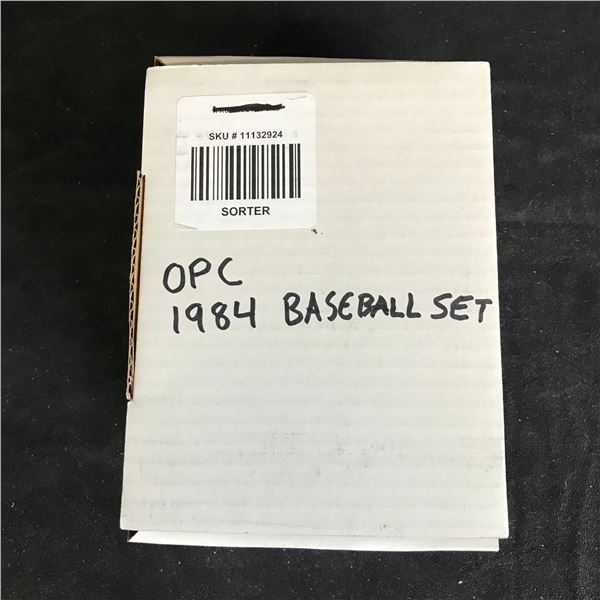 SKU # 11132924
SORTER
OPC
1984 BASEBALL SET